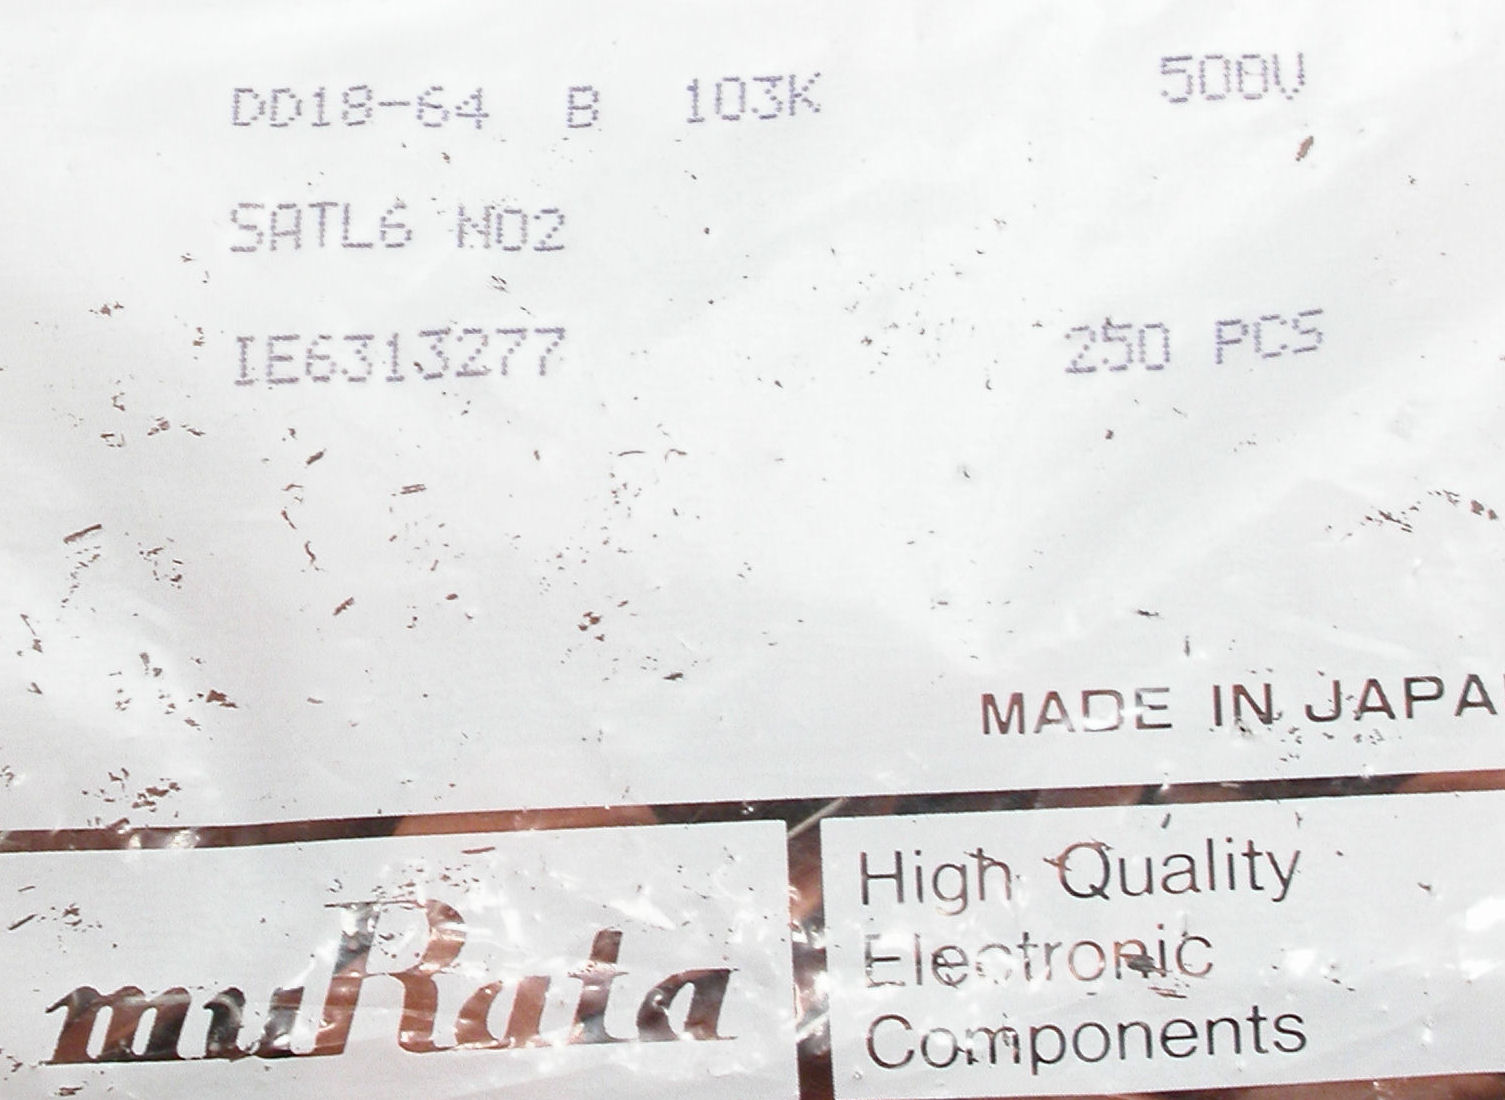 DD18-64 B 103K 500V
SATL6 N02
IE6313277 250 PCS
MADE IN JAPA
muRata
High Quality
Electronic
Components